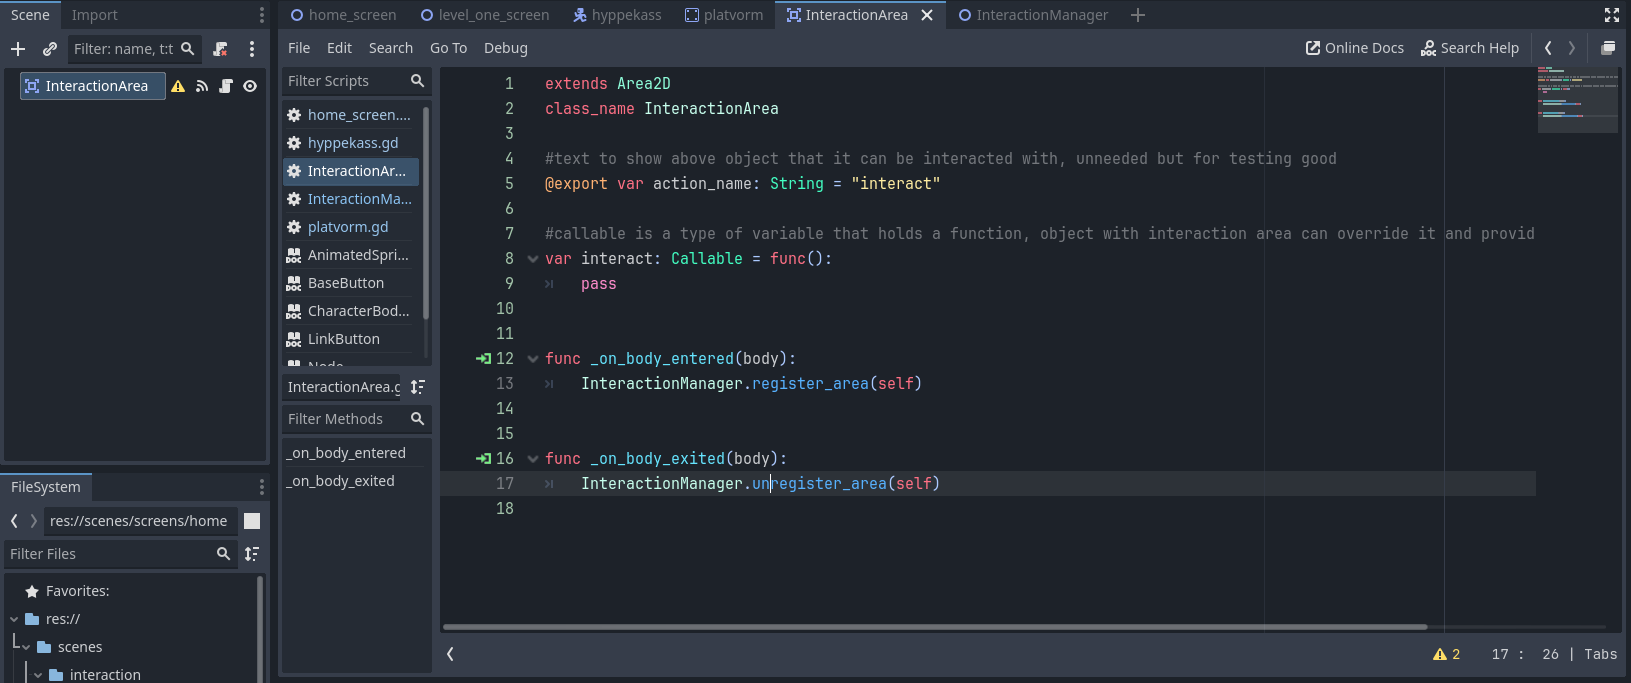 Scene Import
home_screen level_one_screen hyppekass platvorm InteractionArea InteractionManager
Filter: name, t:t
File Edit Search Go To Debug
Online Docs Search Help
InteractionArea
Filter Scripts
home_screen....
hyppekass.gd
InteractionAr...
InteractionMa...
platvorm.gd
AnimatedSpri...
BaseButton
CharacterBod...
LinkButton
Node
InteractionArea.g
Filter Methods
_on_body_entered
_on_body_exited
1 extends Area2D
2 class_name InteractionArea
3
4 #text to show above object that it can be interacted with, unneeded but for testing good
5 @export var action_name: String = "interact"
6
7 #callable is a type of variable that holds a function, object with interaction area can override it and provid
8 var interact: Callable = func():
9 pass
10
11
12 func _on_body_entered(body):
13 InteractionManager.register_area(self)
14
15
16 func _on_body_exited(body):
17 InteractionManager.unregister_area(self)
18
FileSystem
res://scenes/screens/home
Filter Files
Favorites:
res://
scenes
interaction
2 17 : 26 | Tabs